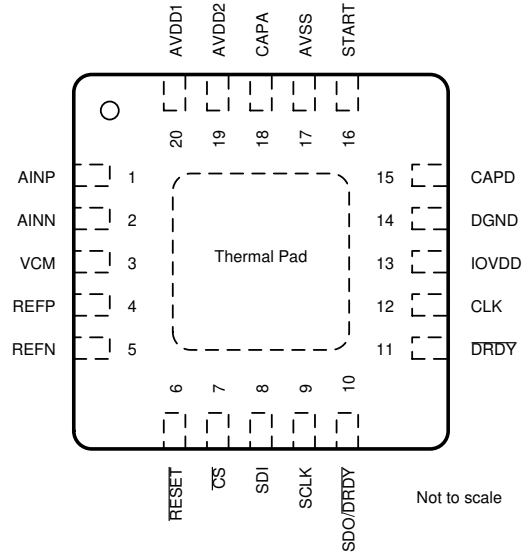 AVDD1
AVDD2
CAPA
AVSS
START
20
19
18
17
16
AINP 1
AINN 2
VCM 3
REFP 4
REFN 5
Thermal Pad
15 CAPD
14 DGND
13 IOVDD
12 CLK
11 DRDY
6
7
8
9
10
RESET
CS
SDI
SCLK
SDO/DRDY
Not to scale